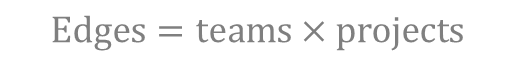 Edges = teams × projects